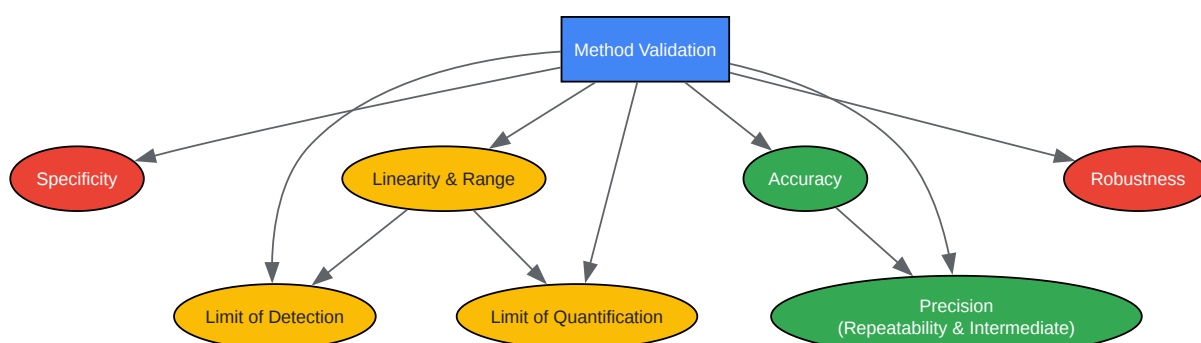 Method Validation
Specificity
Linearity & Range
Accuracy
Robustness
Limit of Detection
Limit of Quantification
Precision
(Repeatability & Intermediate)